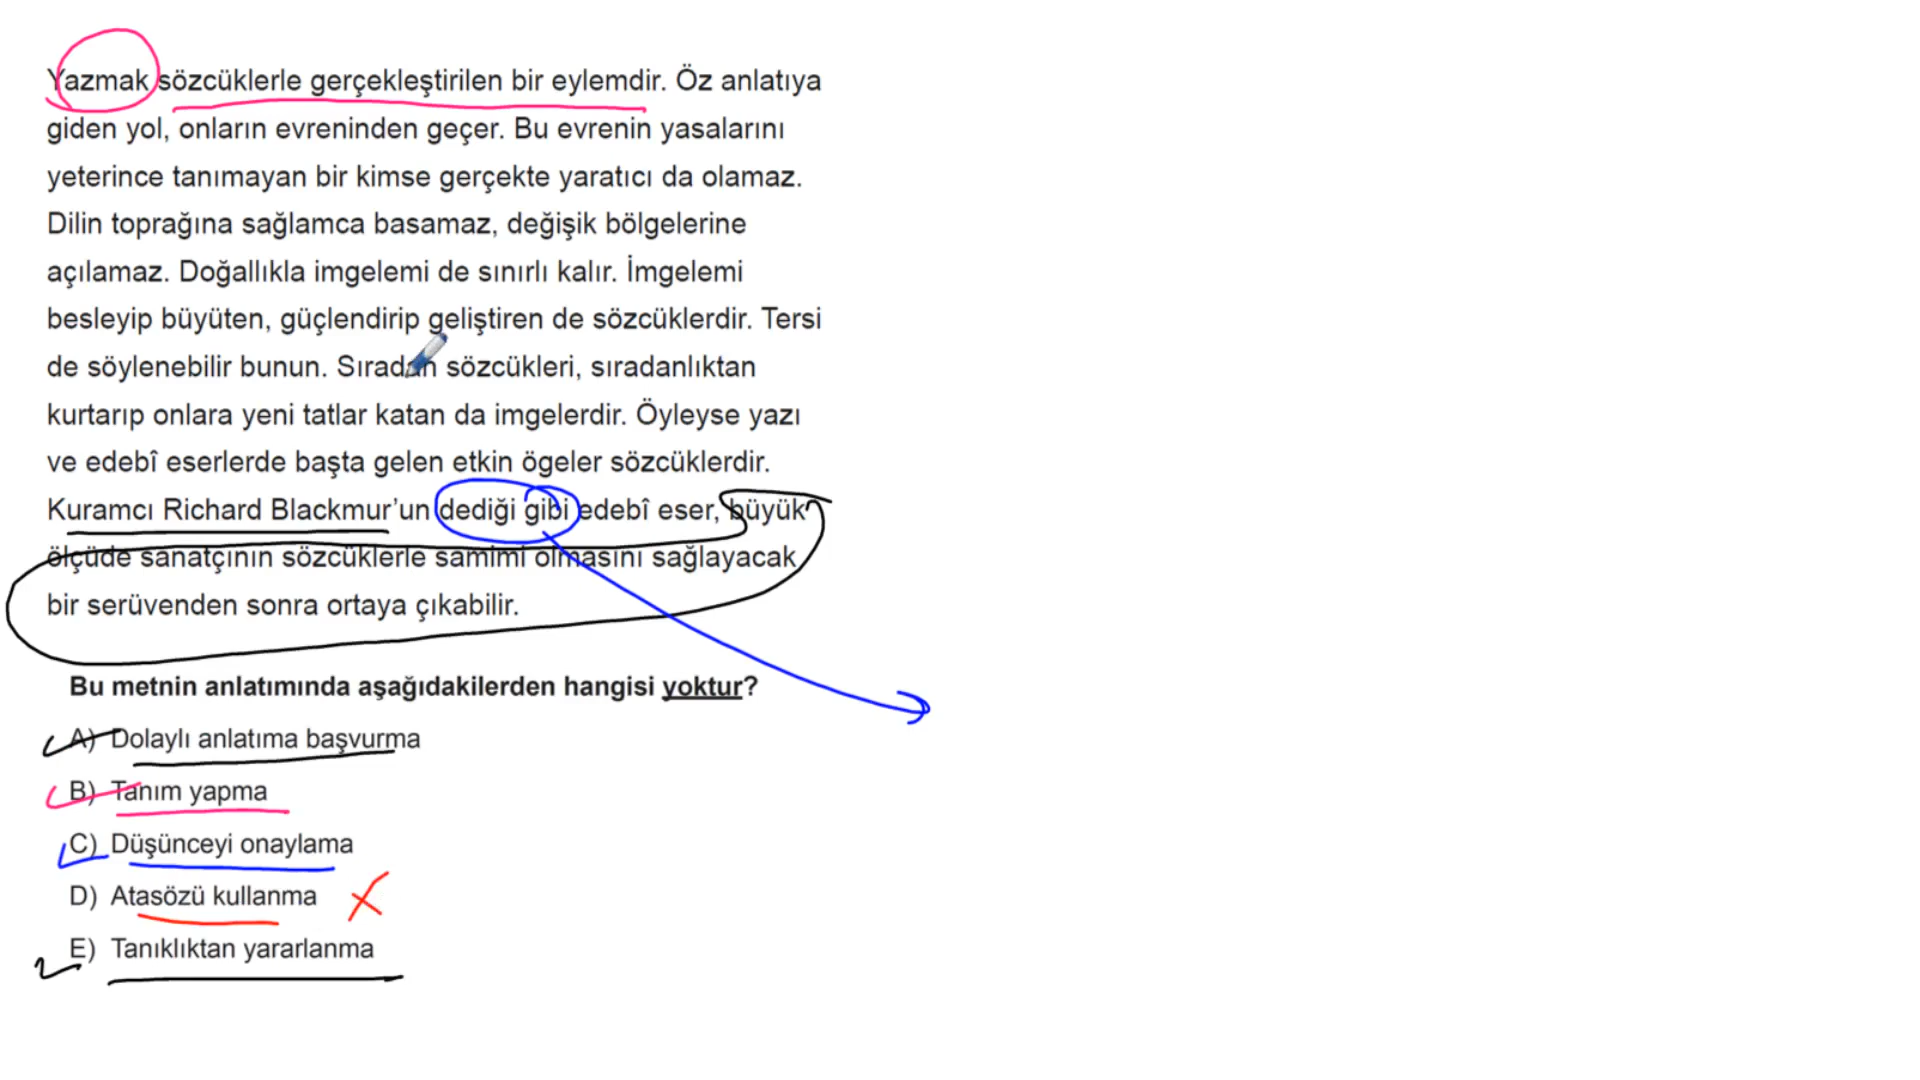 Yazmak sözcüklerle gerçekleştirilen bir eylemdir. Öz anlatıya
giden yol, onların evreninden geçer. Bu evrenin yasalarını
yeterince tanımayan bir kimse gerçekte yaratıcı da olamaz.
Dilin toprağına sağlamca basamaz, değişik bölgelerine
açılamaz. Doğallıkla imgelemi de sınırlı kalır. İmgelemi
besleyip büyüten, güçlendirip geliştiren de sözcüklerdir. Tersi
de söylenebilir bunun. Sıradan sözcükleri, sıradanlıktan
kurtarıp onlara yeni tatlar katan da imgelerdir. Öyleyse yazı
ve edebî eserlerde başta gelen etkin ögeler sözcüklerdir.
Kuramcı Richard Blackmur’un dediği gibi edebî eser, büyük
ölçüde sanatçının sözcüklerle samimi olmasını sağlayacak
bir serüvenden sonra ortaya çıkabilir.
Bu metnin anlatımında aşağıdakilerden hangisi yoktur?
A) Dolaylı anlatıma başvurma
B) Tanım yapma
C) Düşünceyi onaylama
D) Atasözü kullanma
E) Tanıklıktan yararlanma